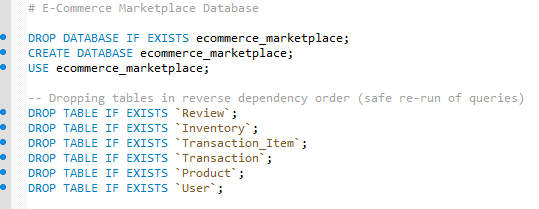 # E-Commerce Marketplace Database
DROP DATABASE IF EXISTS ecommerce_marketplace;
CREATE DATABASE ecommerce_marketplace;
USE ecommerce_marketplace;
-- Dropping tables in reverse dependency order (safe re-run of queries)
DROP TABLE IF EXISTS `Review`;
DROP TABLE IF EXISTS `Inventory`;
DROP TABLE IF EXISTS `Transaction_Item`;
DROP TABLE IF EXISTS `Transaction`;
DROP TABLE IF EXISTS `Product`;
DROP TABLE IF EXISTS `User`;